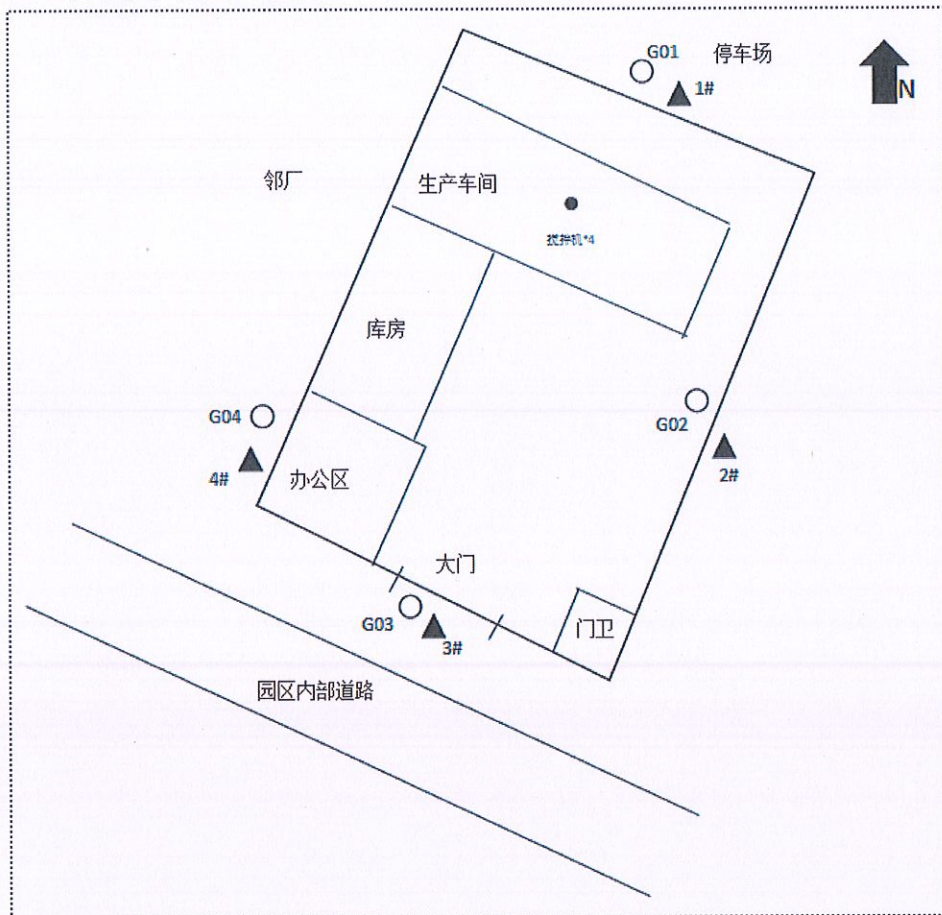 G01
停车场
1#
N
邻厂
生产车间
搅拌机*4
库房
G04
G02
4#
办公区
2#
大门
G03
3#
门卫
园区内部道路